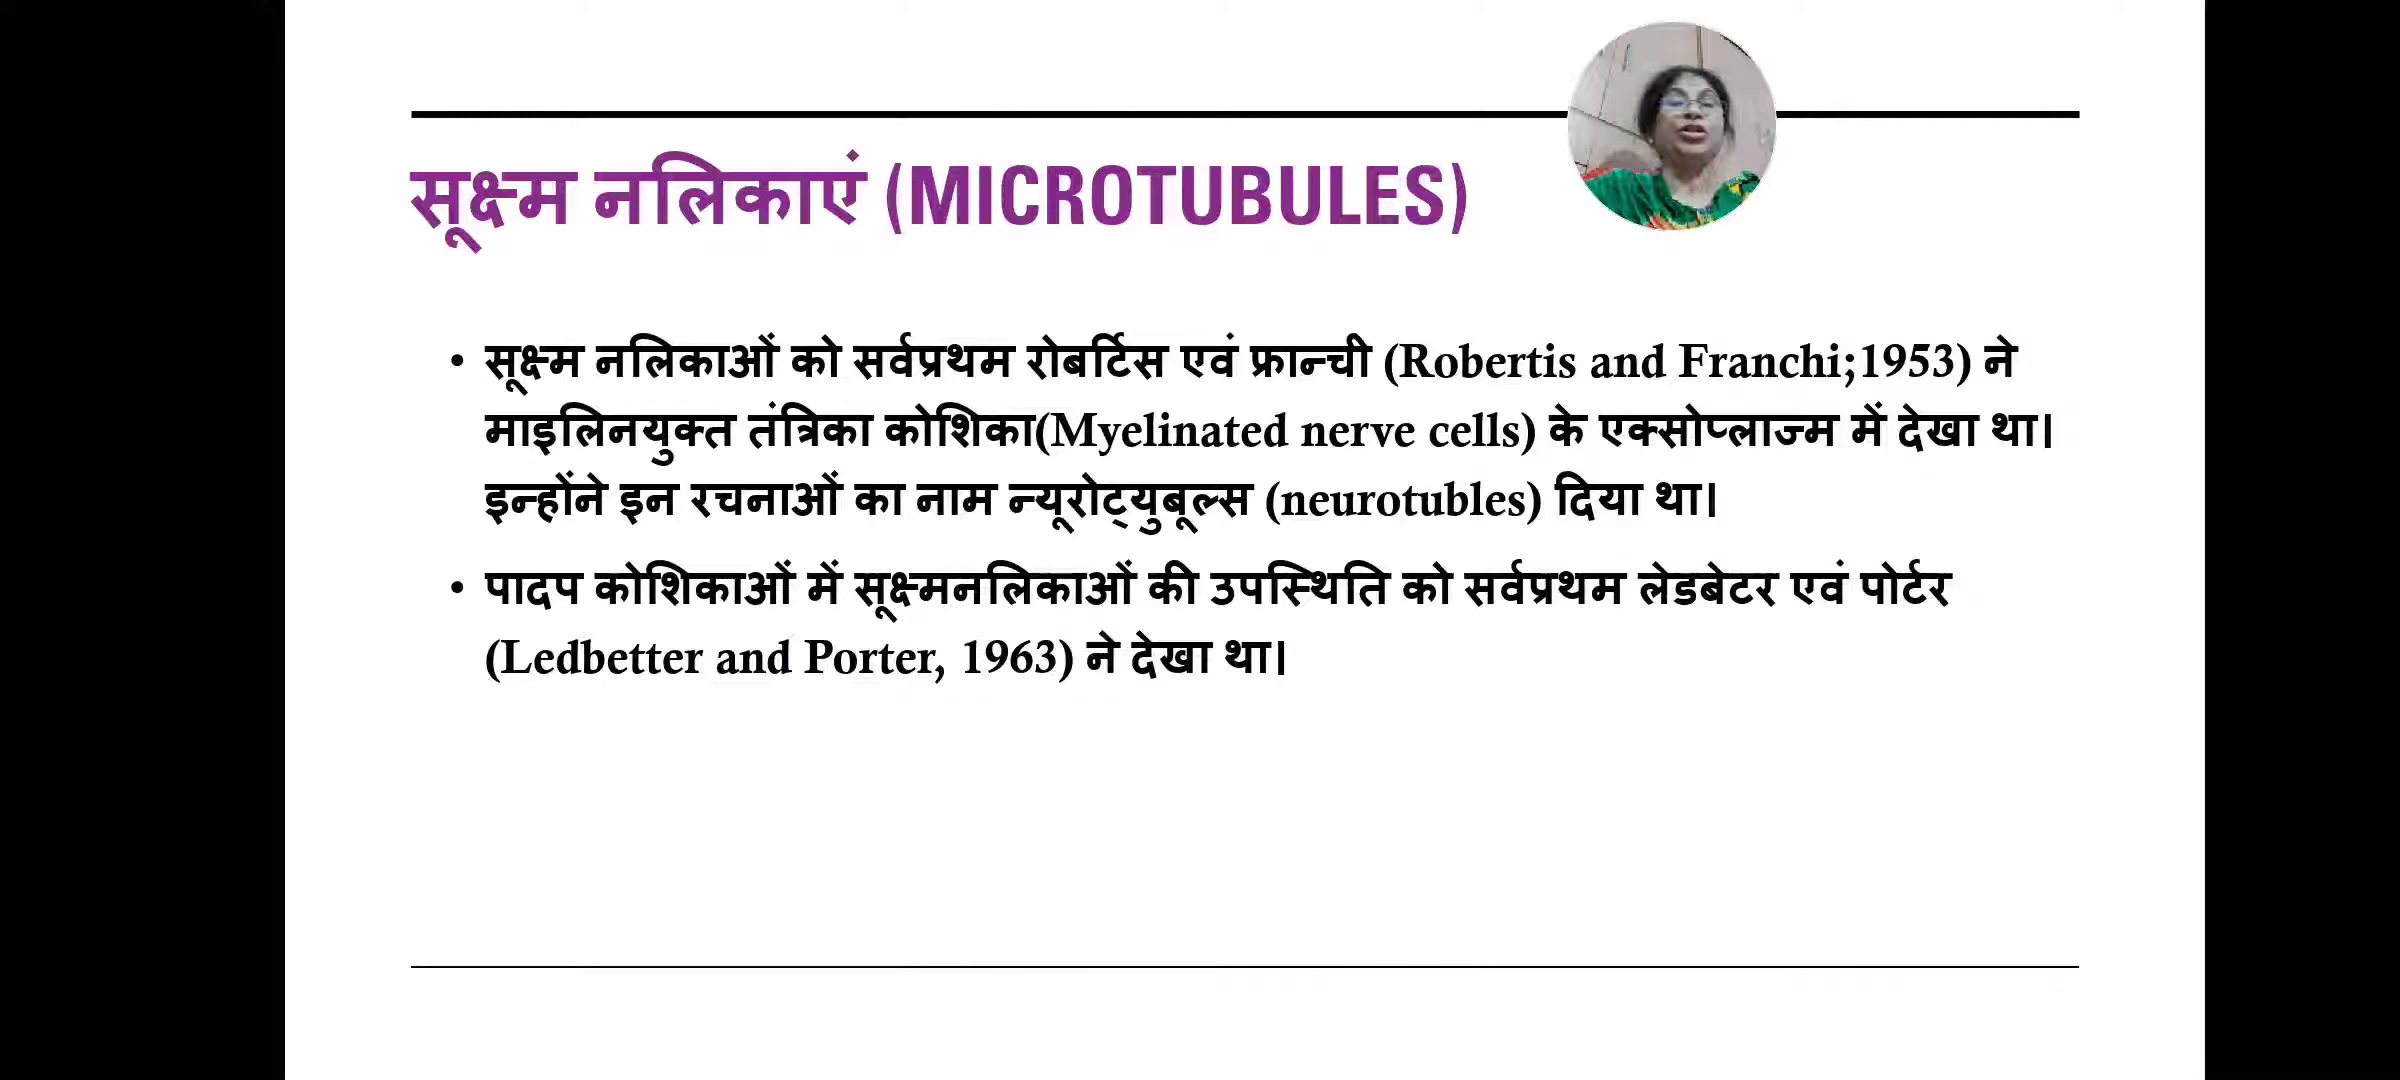 सूक्ष्म नलिकाएं (MICROTUBULES)
• सूक्ष्म नलिकाओं को सर्वप्रथम रोबर्टिस एवं फ्रान्ची (Robertis and Franchi;1953) ने
माइलिनयुक्त तंत्रिका कोशिका(Myelinated nerve cells) के एक्सोप्लाज्म में देखा था।
इन्होंने इन रचनाओं का नाम न्यूरोट्युबूल्स (neurotubles) दिया था।
• पादप कोशिकाओं में सूक्ष्मनलिकाओं की उपस्थिति को सर्वप्रथम लेडबेटर एवं पोर्टर
(Ledbetter and Porter, 1963) ने देखा था।